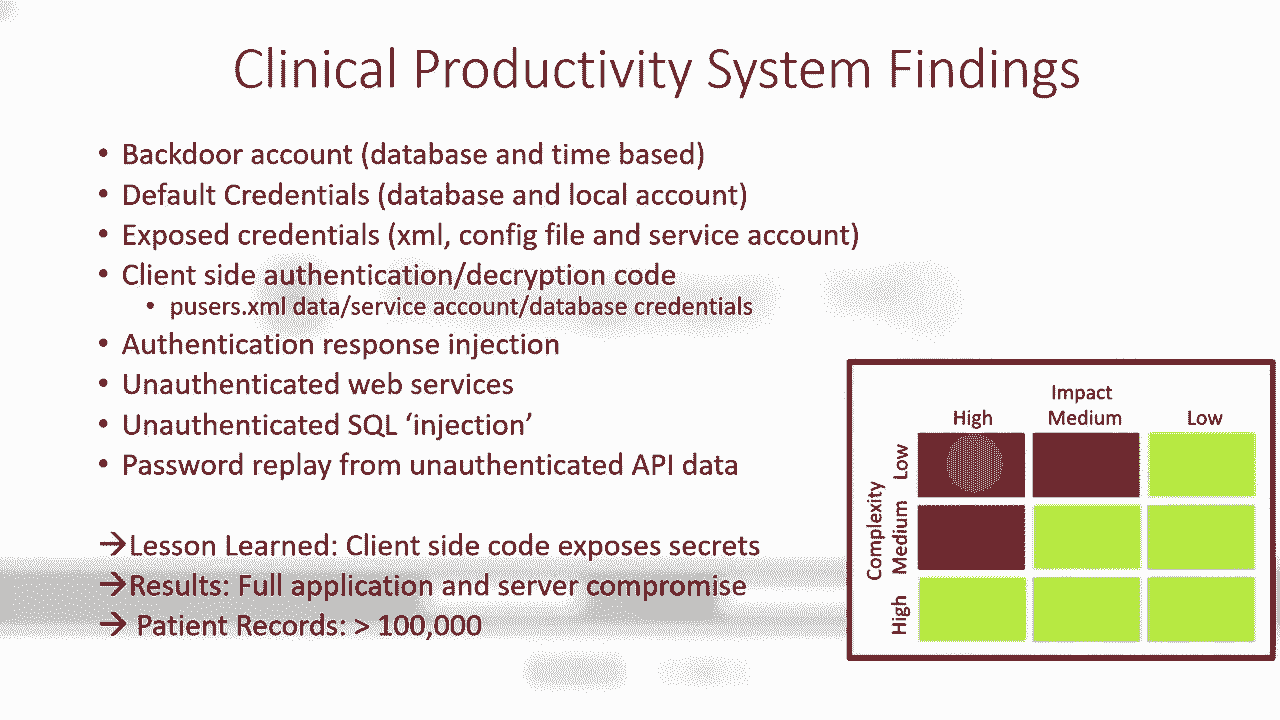 Clinical Productivity System Findings
• Backdoor account (database and time based)
• Default Credentials (database and local account)
• Exposed credentials (xml, config file and service account)
• Client side authentication/decryption code
• pusers.xml data/service account/database credentials
• Authentication response injection
• Unauthenticated web services
• Unauthenticated SQL ‘injection’
• Password replay from unauthenticated API data
→Lesson Learned: Client side code exposes secrets
→Results: Full application and server compromise
→ Patient Records: > 100,000
Impact
High Medium Low
Complexity
Low
Medium
High